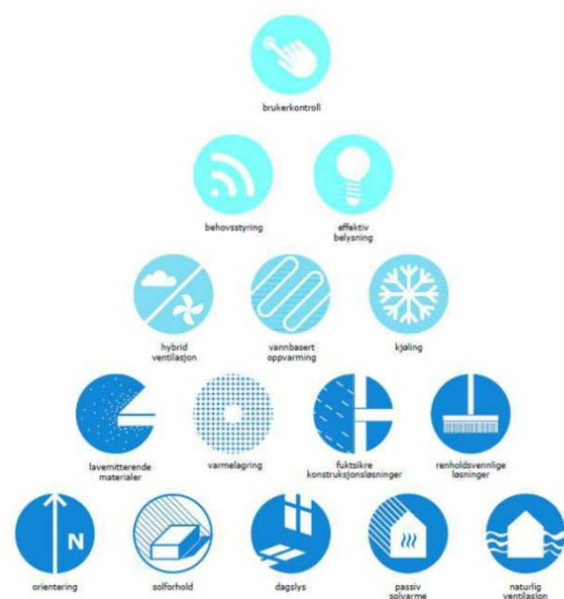 brukerkontroll
behovsstyring
effektiv
belysning
hybrid
ventilasjon
vannbasert
oppvarming
kjøling
lavemitterende
materialer
varmelagring
fuktsikre
konstruksjonsløsninger
renholdsvennlige
løsninger
N
orientering
solforhold
dagslys
passiv
solvarme
naturlig
ventilasjon